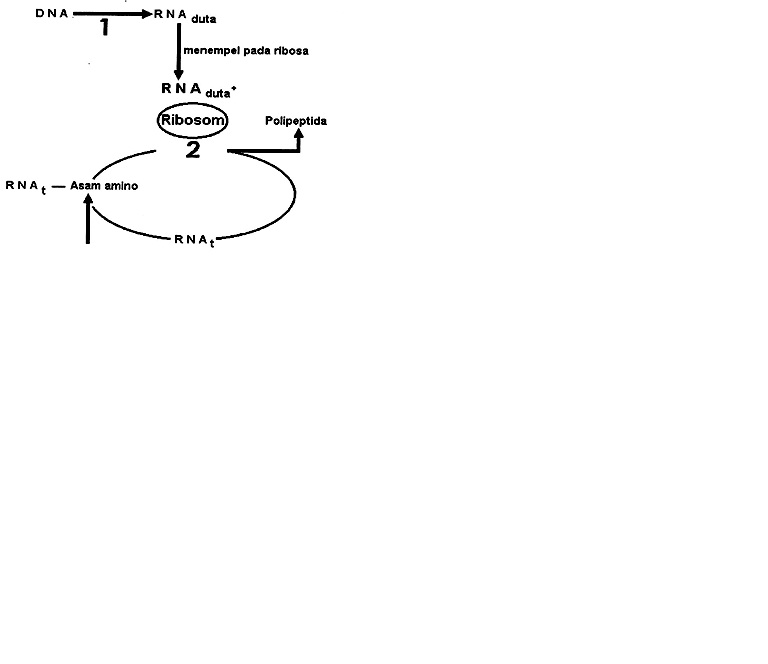 DNA 1 RNA duta
menempel pada ribosa
RNA duta+
Ribosom Polipeptida
2
RNAt — Asam amino
RNAt